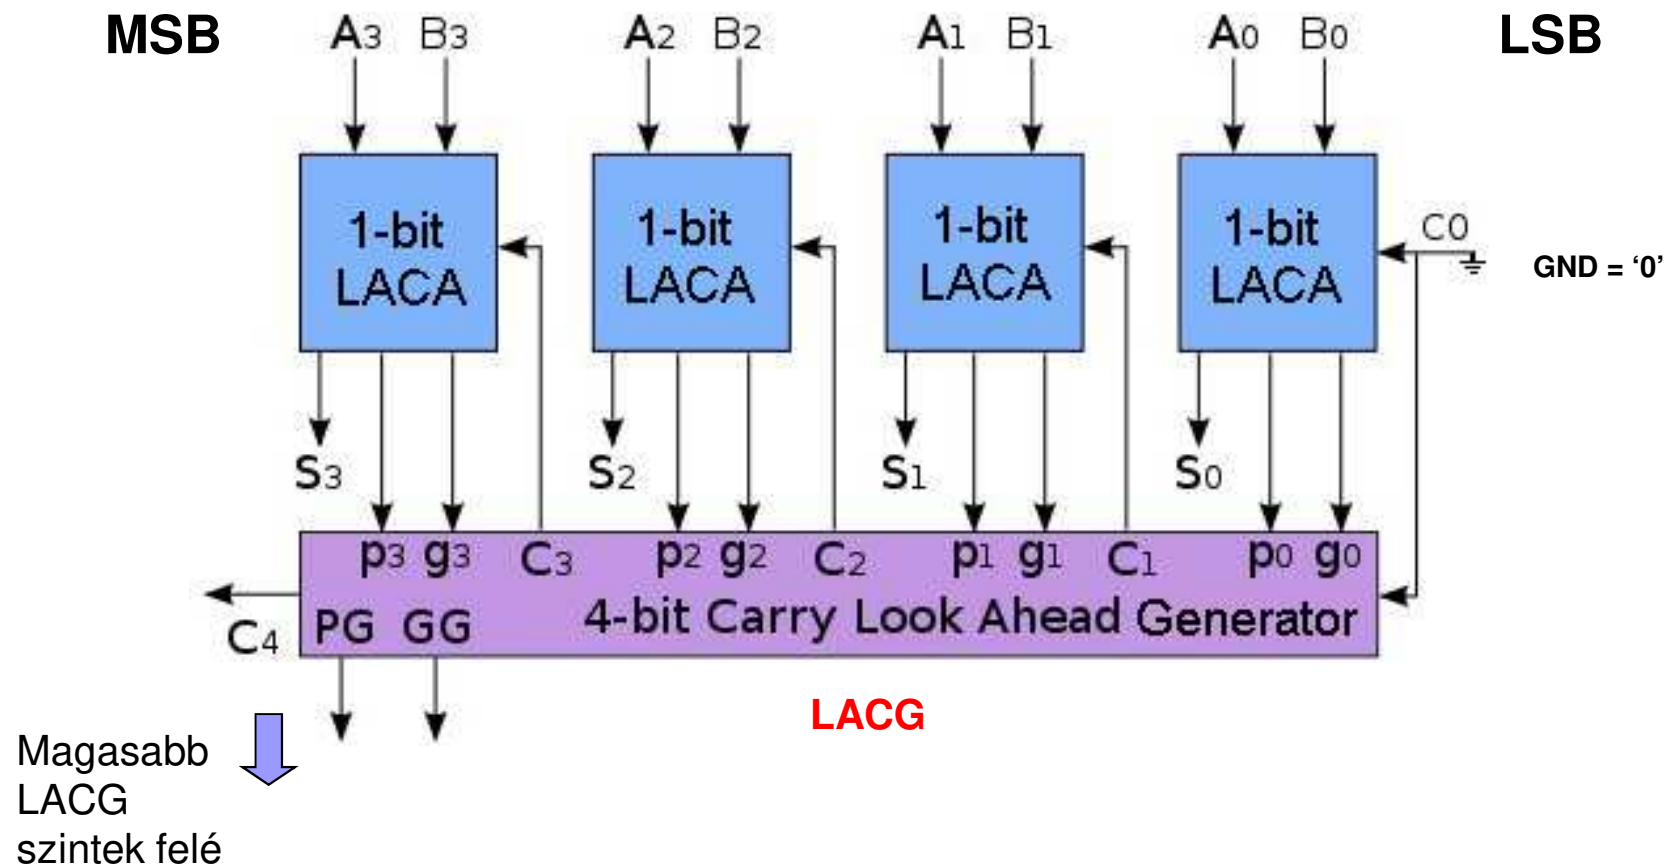 MSB A3 B3 A2 B2 A1 B1 A0 B0 LSB
1-bit LACA
1-bit LACA
1-bit LACA
1-bit LACA
C0
GND = ‘0’
S3 S2 S1 S0
p3 g3 C3 p2 g2 C2 p1 g1 C1 p0 g0
C4 PG GG 4-bit Carry Look Ahead Generator
LACG
Magasabb
LACG
szintek felé